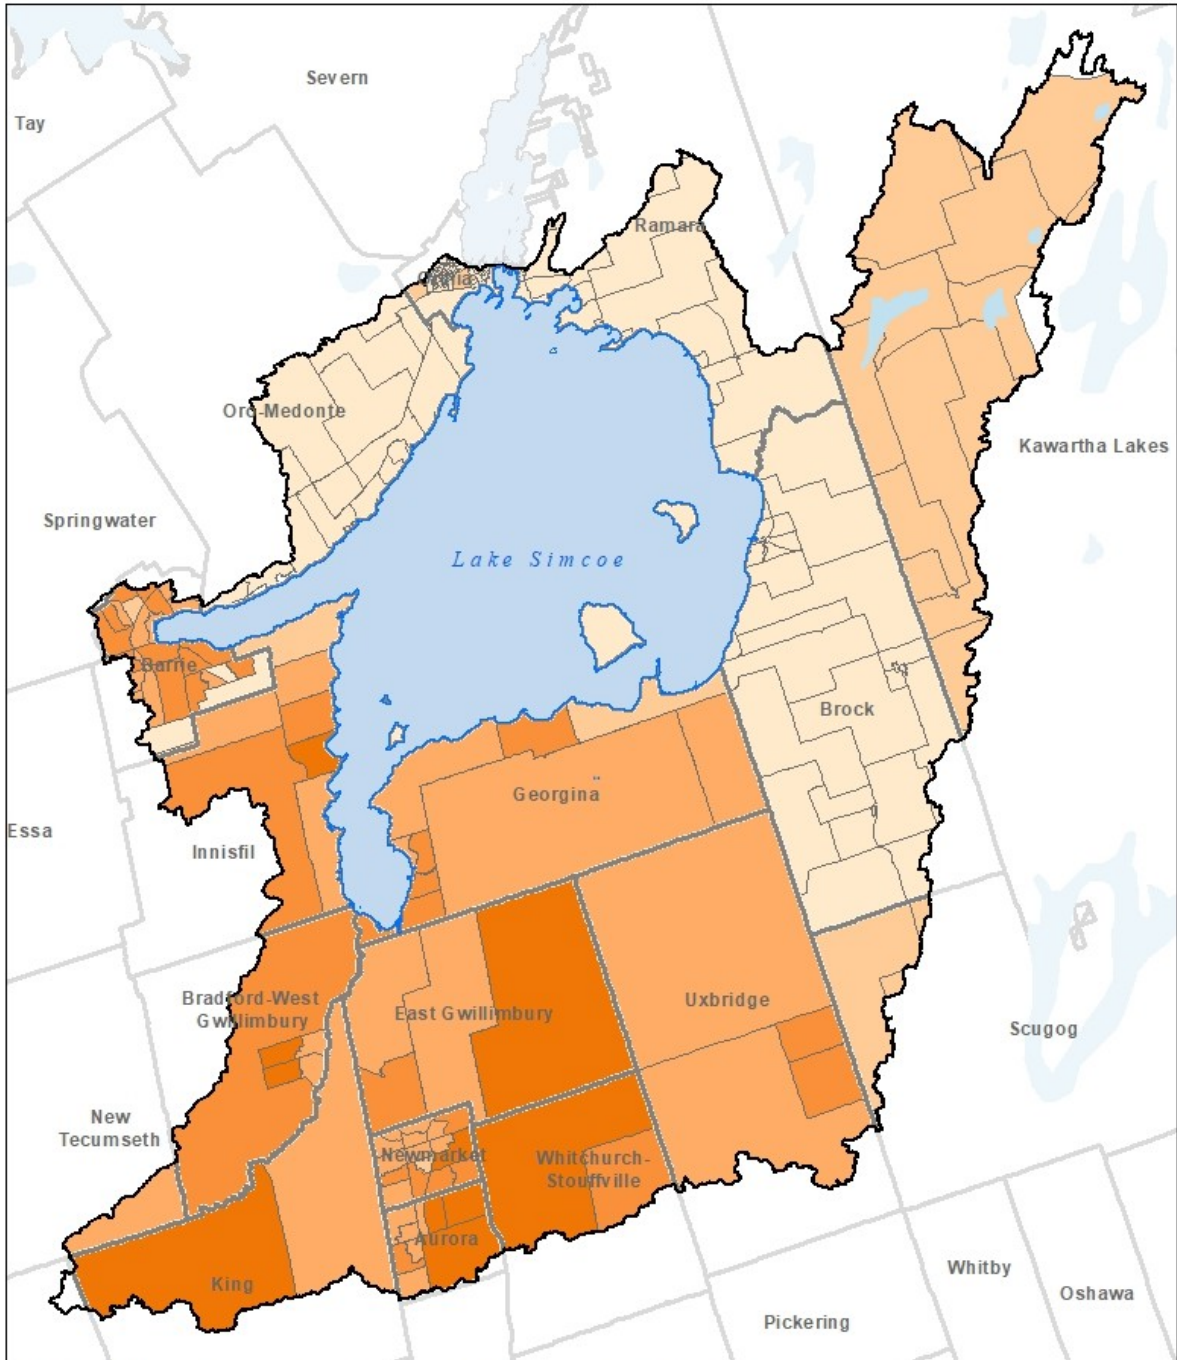 Severn
Tay
Ramara
Orillia
Oro-Medonte
Kawartha Lakes
Springwater
Lake Simcoe
Barrie
Brock
Georgina
Essa
Innisfil
Bradford-West
Gwillimbury
East Gwillimbury
Uxbridge
Scugog
New
Tecumseth
Newmarket
Whitchurch-
Stouffville
Aurora
King
Whitby
Oshawa
Pickering